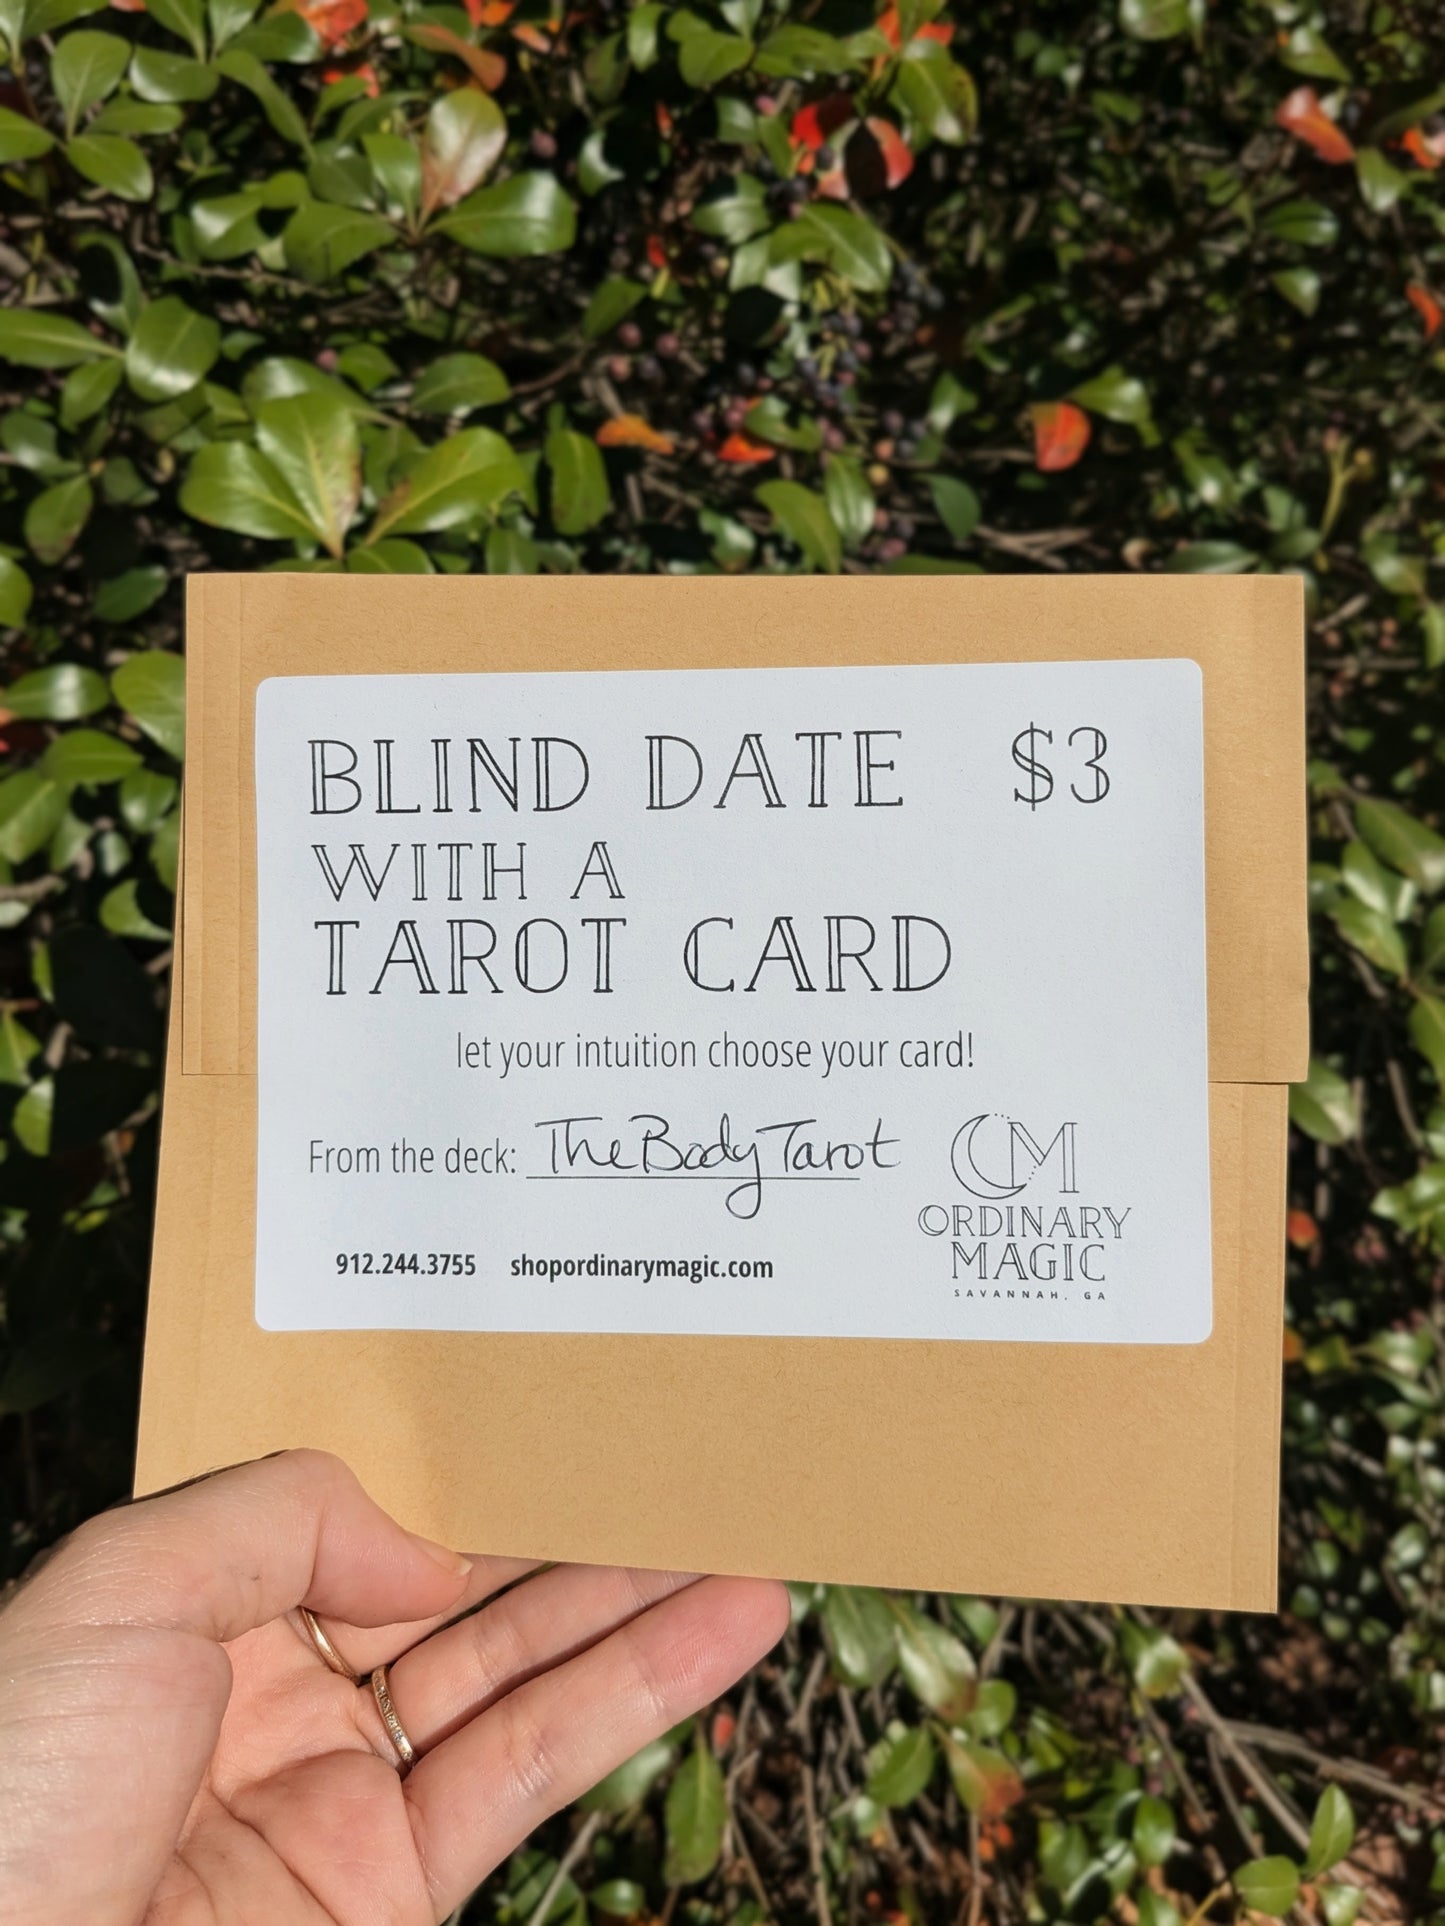 BLIND DATE $3
WITH A
TAROT CARD
let your intuition choose your card!
From the deck: The Body Tarot
OM
ORDINARY
MAGIC
SAVANNAH, GA
912.244.3755 shopordinarymagic.com